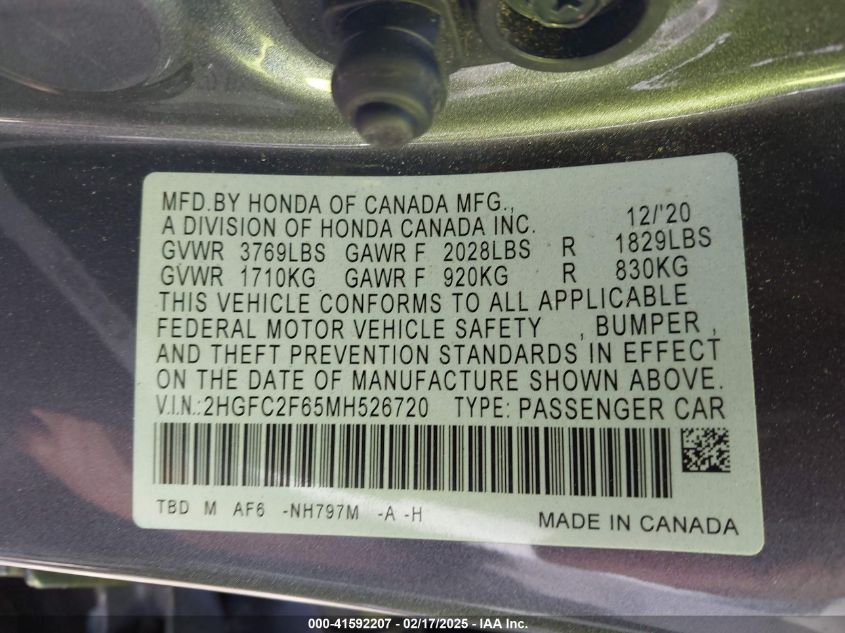 MFD.BY HONDA OF CANADA MFG.,
A DIVISION OF HONDA CANADA INC. 12/'20
GVWR 3769LBS GAWR F 2028LBS R 1829LBS
GVWR 1710KG GAWR F 920KG R 830KG
THIS VEHICLE CONFORMS TO ALL APPLICABLE
FEDERAL MOTOR VEHICLE SAFETY , BUMPER ,
AND THEFT PREVENTION STANDARDS IN EFFECT
ON THE DATE OF MANUFACTURE SHOWN ABOVE.
V.I.N.:2HGFC2F65MH526720 TYPE: PASSENGER CAR
TBD M AF6 -NH797M -A -H MADE IN CANADA
000-41592207 - 02/17/2025 - IAA Inc.